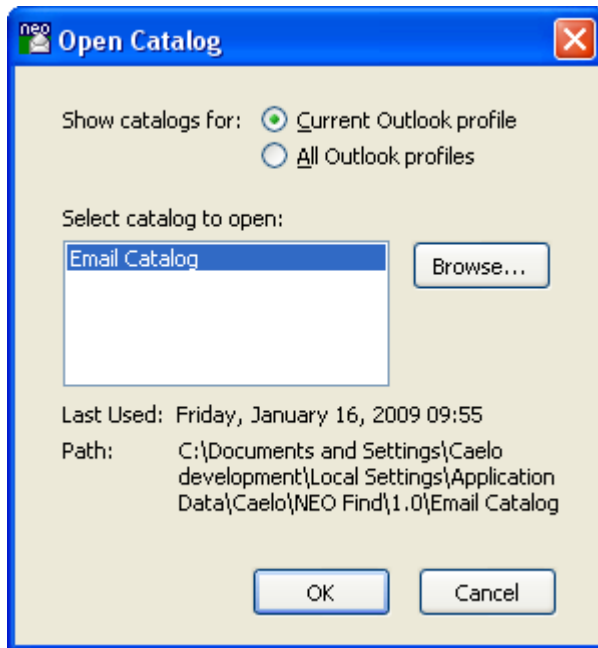 neo
Open Catalog
Show catalogs for: Current Outlook profile
All Outlook profiles
Select catalog to open:
Email Catalog
Browse...
Last Used: Friday, January 16, 2009 09:55
Path: C:\Documents and Settings\Caelo
development\Local Settings\Application
Data\Caelo\NEO Find\1.0\Email Catalog
OK Cancel